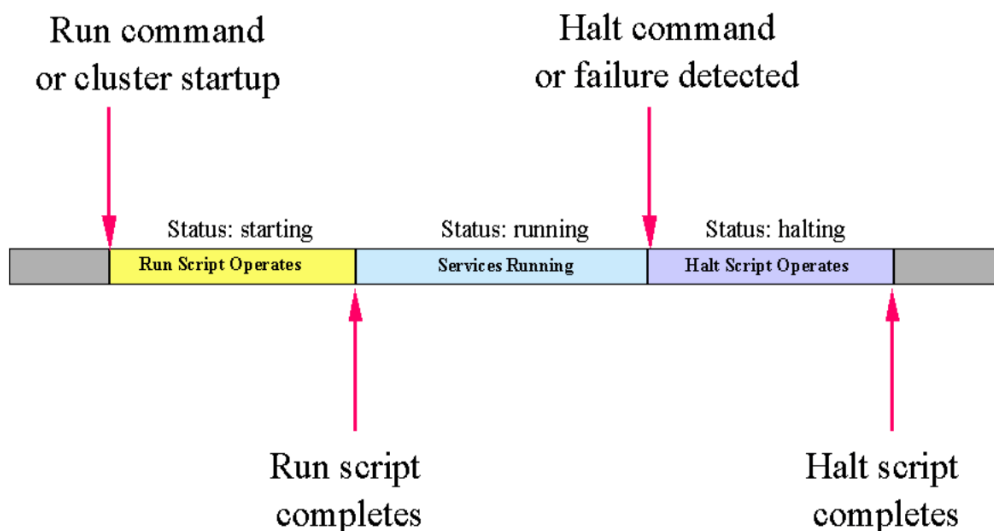 Run command
or cluster startup
Halt command
or failure detected
Status: starting
Status: running
Status: halting
Run Script Operates
Services Running
Halt Script Operates
Run script
completes
Halt script
completes